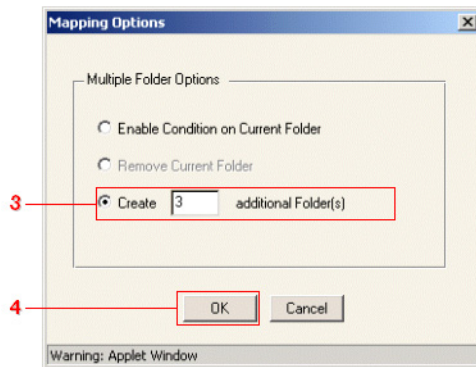 Mapping Options
Multiple Folder Options
Enable Condition on Current Folder
Remove Current Folder
3 Create 3 additional Folder(s)
4 OK Cancel
Warning: Applet Window